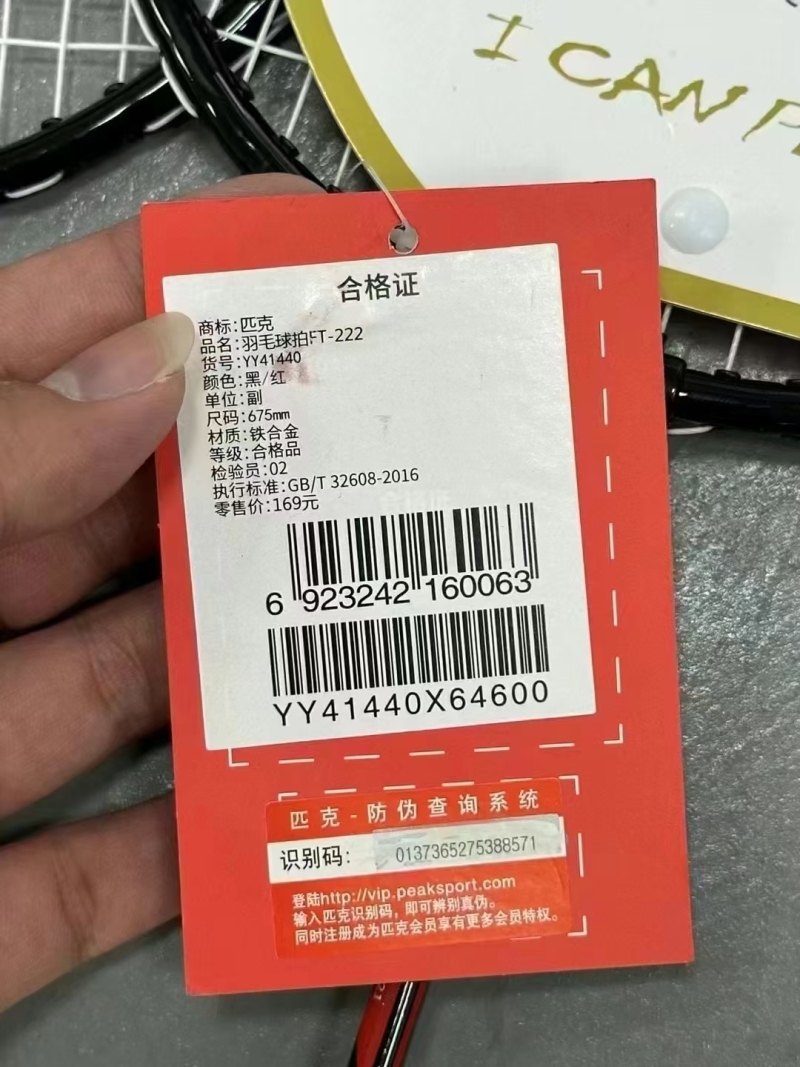 I CAN
合格证
商标:匹克
品名:羽毛球拍FT-222
货号:YY41440
颜色:黑/红
单位:副
尺码:675mm
材质:铁合金
等级:合格品
检验员:02
执行标准:GB/T 32608-2016
零售价:169元
6 923242 160063
YY41440X64600
匹克-防伪查询系统
识别码: 0137365275388571
登陆http://vip.peaksport.com
输入匹克识别码，即可辨别真伪。
同时注册成为匹克会员享有更多会员特权。